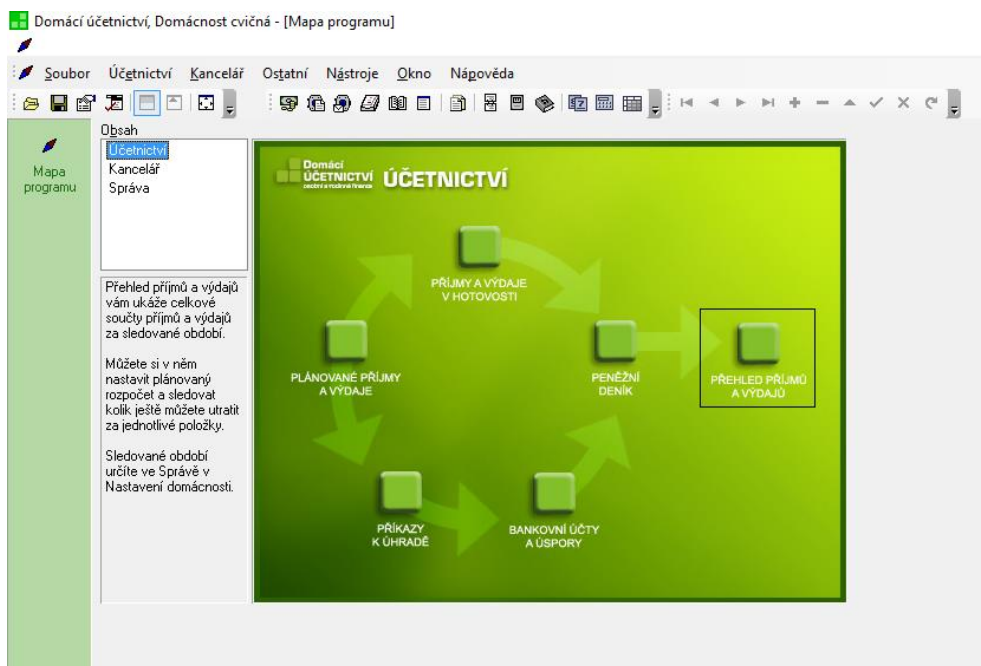 Domácí účetnictví, Domácnost cvičná - [Mapa programu]
Soubor Účetnictví Kancelář Ostatní Nástroje Okno Nápověda
Mapa
programu
Obsah
Účetnictví
Kancelář
Správa
Přehled příjmů a výdajů
vám ukáže celkové
součty příjmů a výdajů
za sledované období.
Můžete si v něm
nastavit plánovaný
rozpočet a sledovat
kolik ještě můžete utratit
za jednotlivé položky.
Sledované období
určíte ve Správě v
Nastavení domácnosti.
Domácí
ÚČETNICTVÍ
osobní a rodinné finance
ÚČETNICTVÍ
PŘÍJMY A VÝDAJE
V HOTOVOSTI
PLÁNOVANÉ PŘÍJMY
A VÝDAJE
PENĚŽNÍ
DENÍK
PŘEHLED PŘÍJMŮ
A VÝDAJŮ
PŘÍKAZY
K ÚHRADĚ
BANKOVNÍ ÚČTY
A ÚSPORY